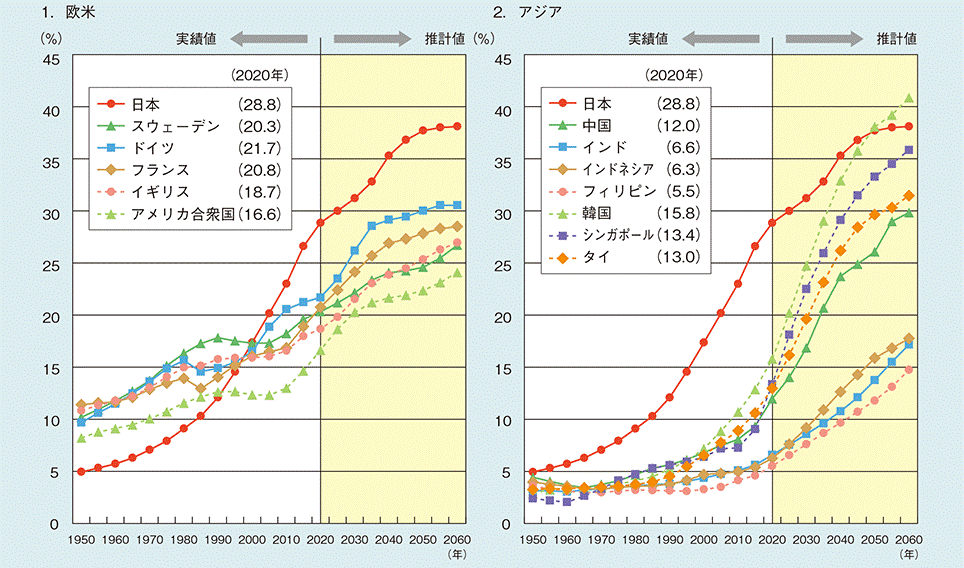 1. 欧米
(%)
実績値
推計値
45
40
35
30
25
20
15
10
5
0
(2020年)
日本 (28.8)
スウェーデン (20.3)
ドイツ (21.7)
フランス (20.8)
イギリス (18.7)
アメリカ合衆国 (16.6)
1950 1960 1970 1980 1990 2000 2010 2020 2030 2040 2050 2060
(年)
2. アジア
(%)
実績値
推計値
45
40
35
30
25
20
15
10
5
0
(2020年)
日本 (28.8)
中国 (12.0)
インド (6.6)
インドネシア (6.3)
フィリピン (5.5)
韓国 (15.8)
シンガポール (13.4)
タイ (13.0)
1950 1960 1970 1980 1990 2000 2010 2020 2030 2040 2050 2060
(年)